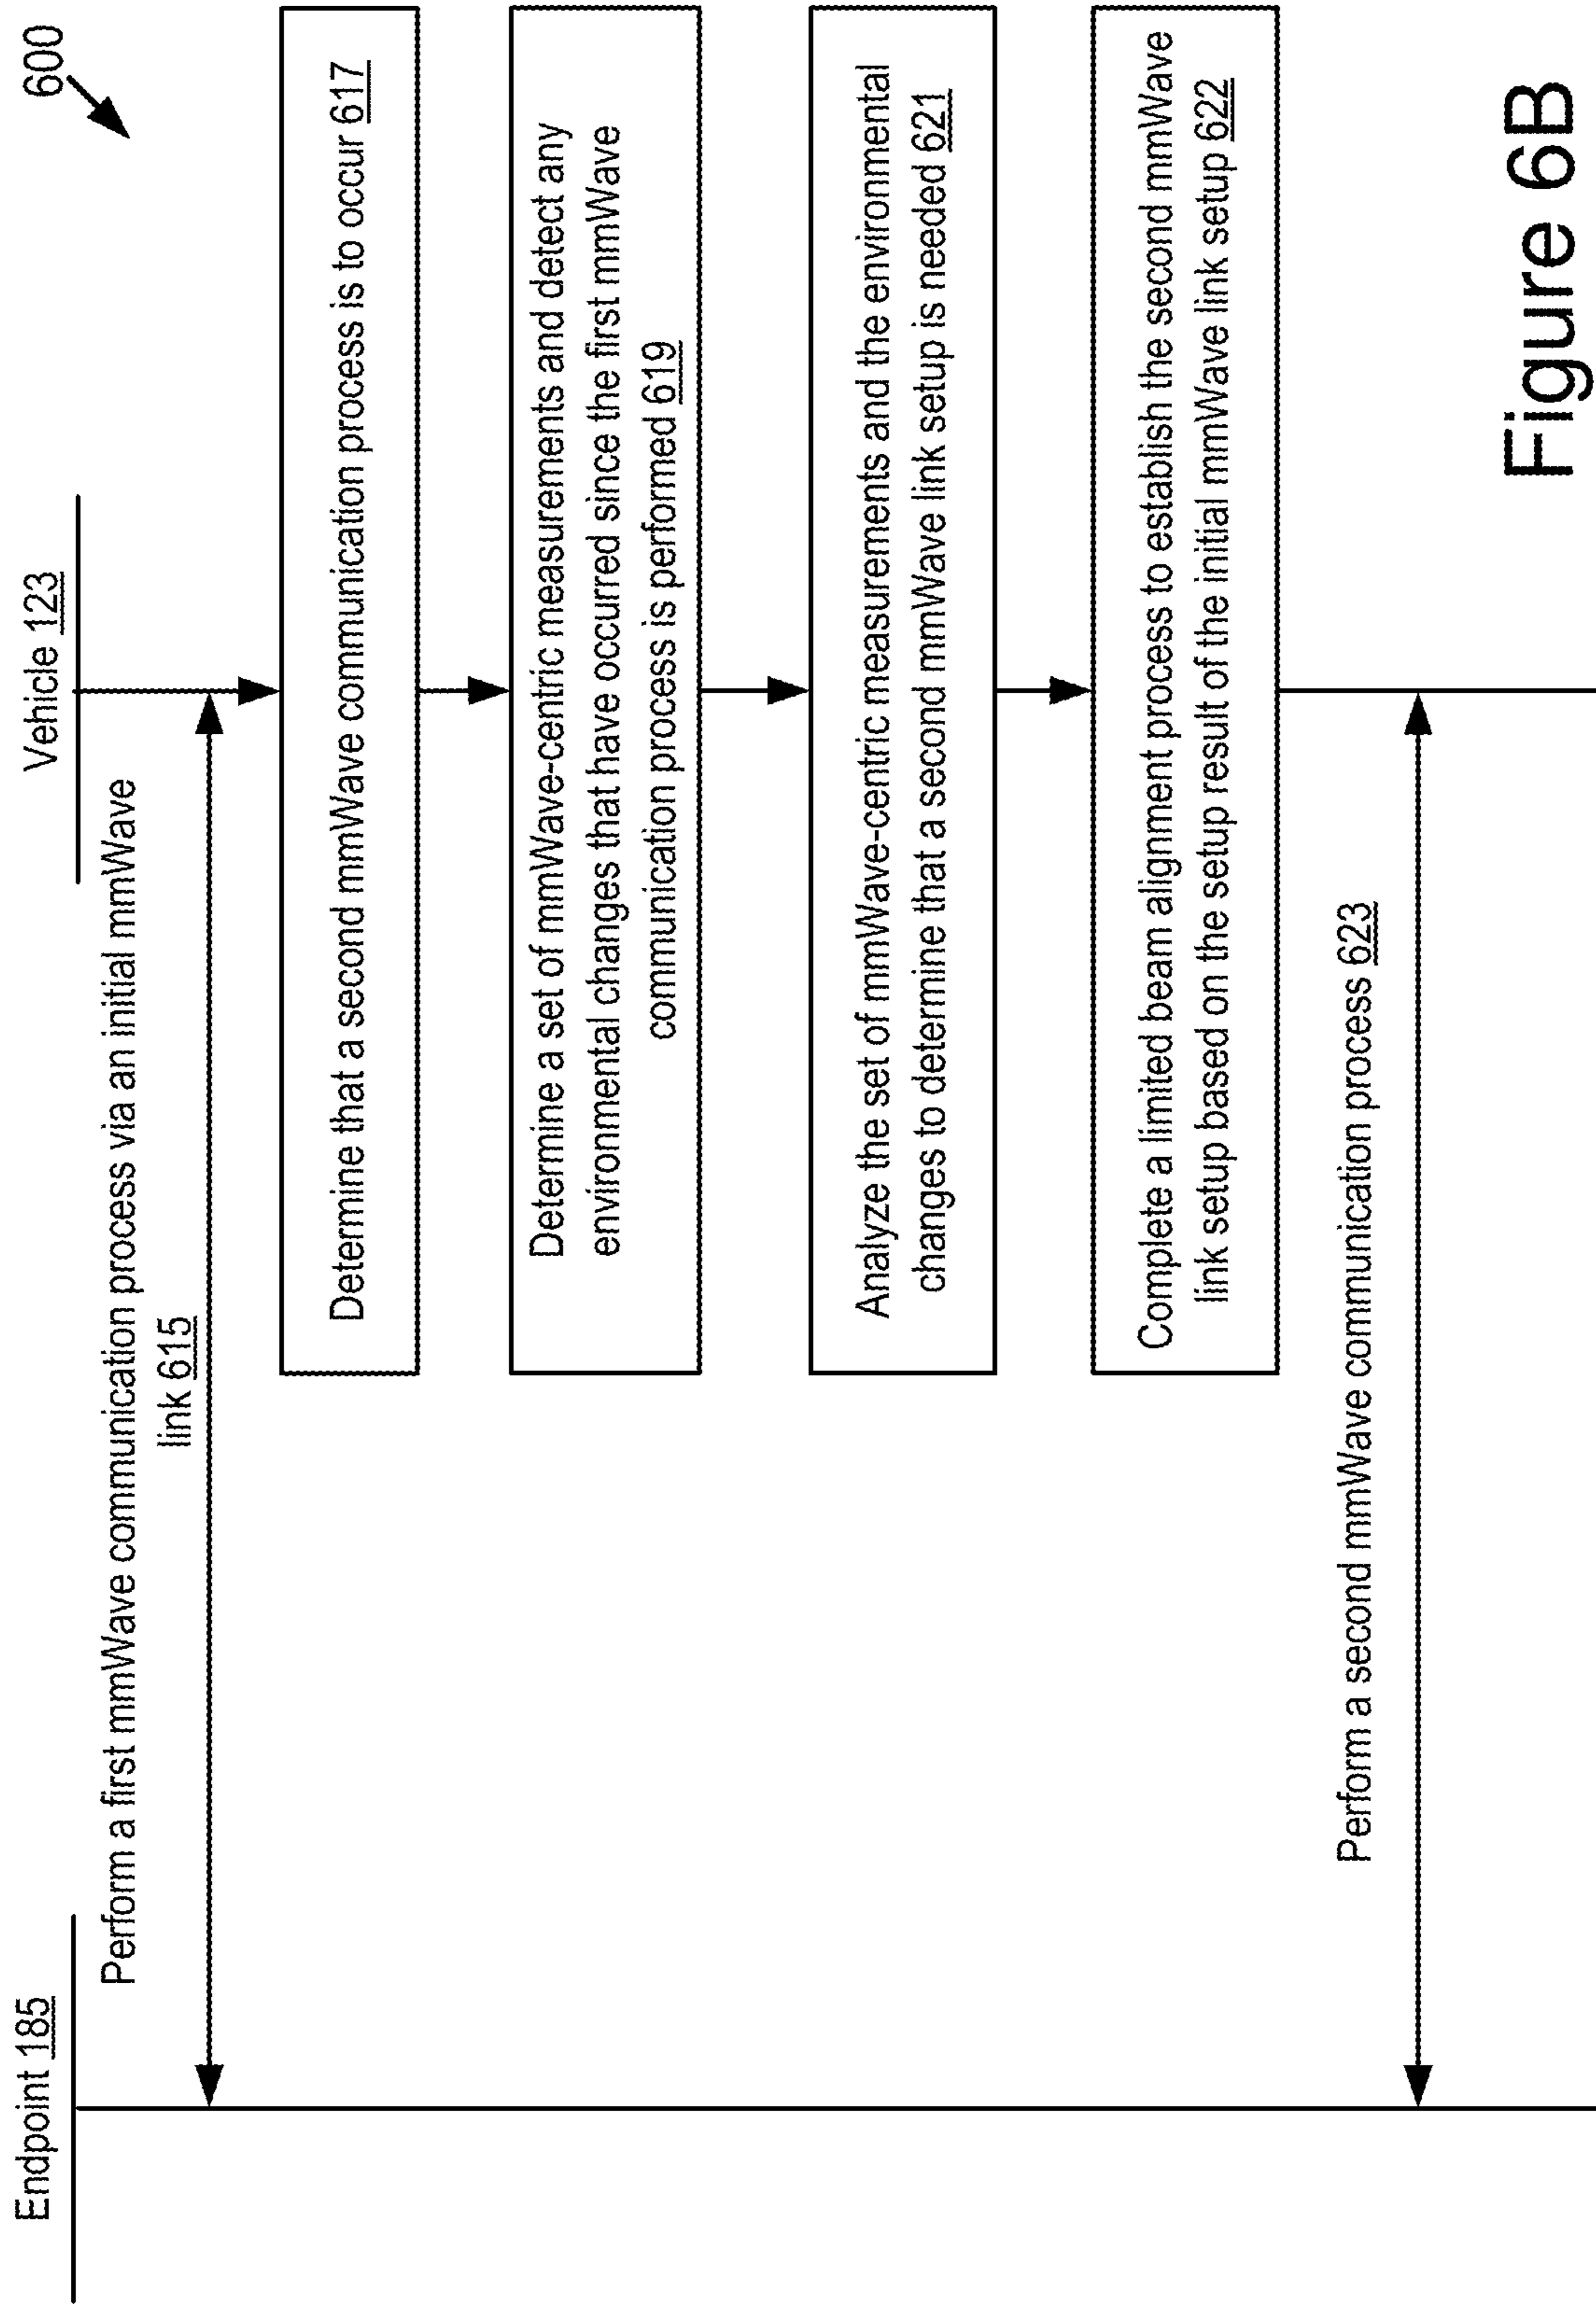 600
Endpoint 185
Vehicle 123
Perform a first mmWave communication process via an initial mmWave
link 615
Determine that a second mmWave communication process is to occur 617
Determine a set of mmWave-centric measurements and detect any
environmental changes that have occurred since the first mmWave
communication process is performed 619
Analyze the set of mmWave-centric measurements and the environmental
changes to determine that a second mmWave link setup is needed 621
Complete a limited beam alignment process to establish the second mmWave
link setup based on the setup result of the initial mmWave link setup 622
Perform a second mmWave communication process 623
Figure 6B